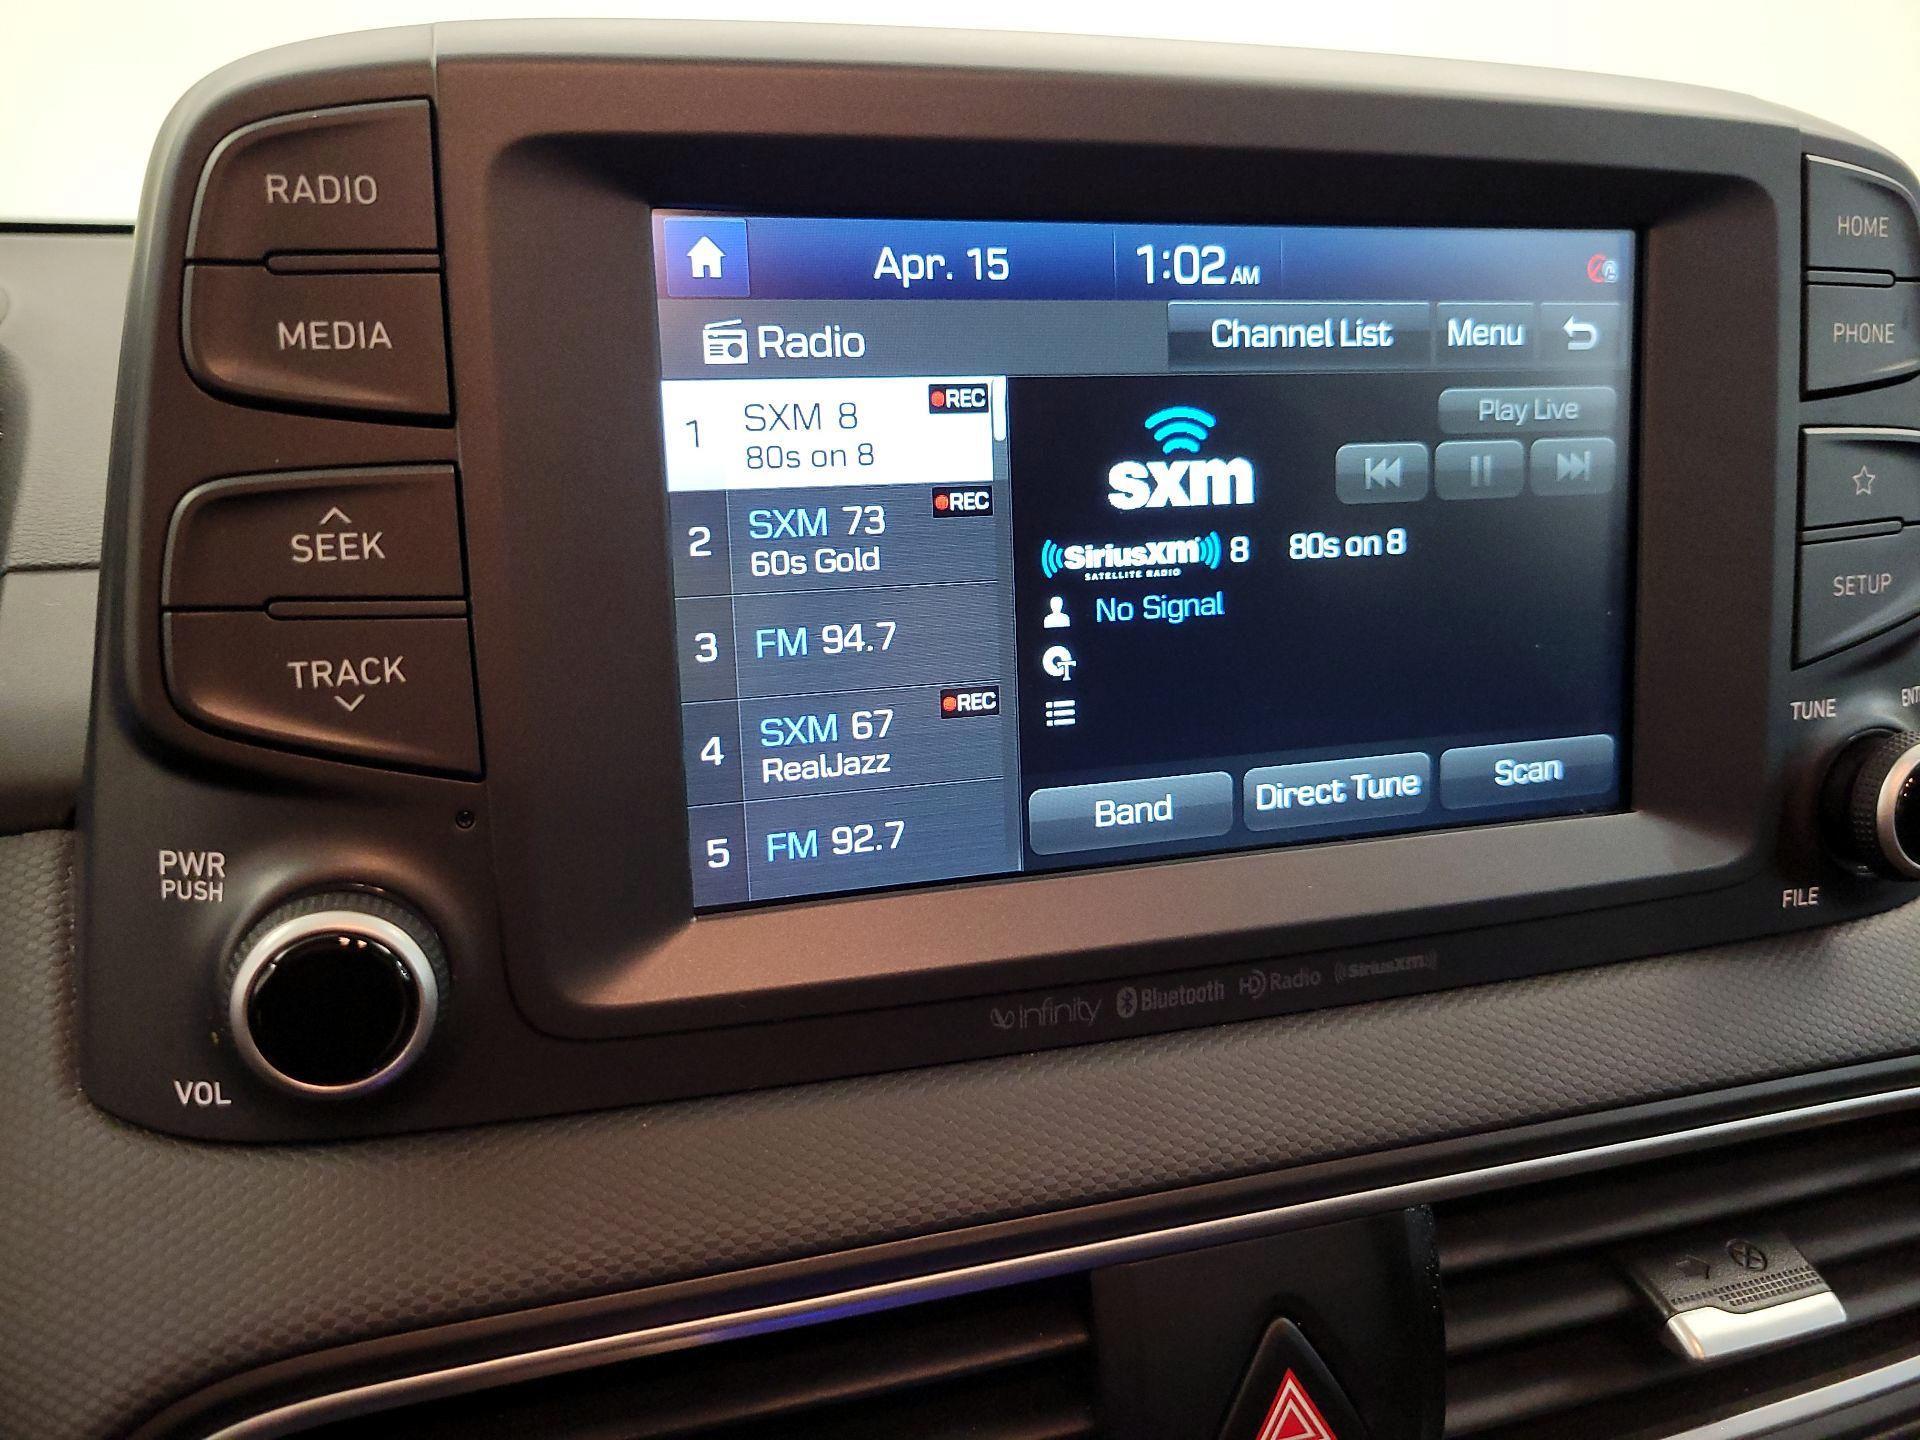 RADIO
MEDIA
SEEK
TRACK
PWR
PUSH
VOL
Apr. 15
1:02 AM
Radio
Channel List
Menu
1
SXM 8
80s on 8
REC
2
SXM 73
60s Gold
REC
3
FM 94.7
4
SXM 67
RealJazz
REC
5
FM 92.7
sxm
Play Live
SiriusXM
SATELLITE RADIO
8
80s on 8
No Signal
Band
Direct Tune
Scan
infinity
Bluetooth
HD Radio
SiriusXM
HOME
PHONE
SETUP
TUNE
FILE